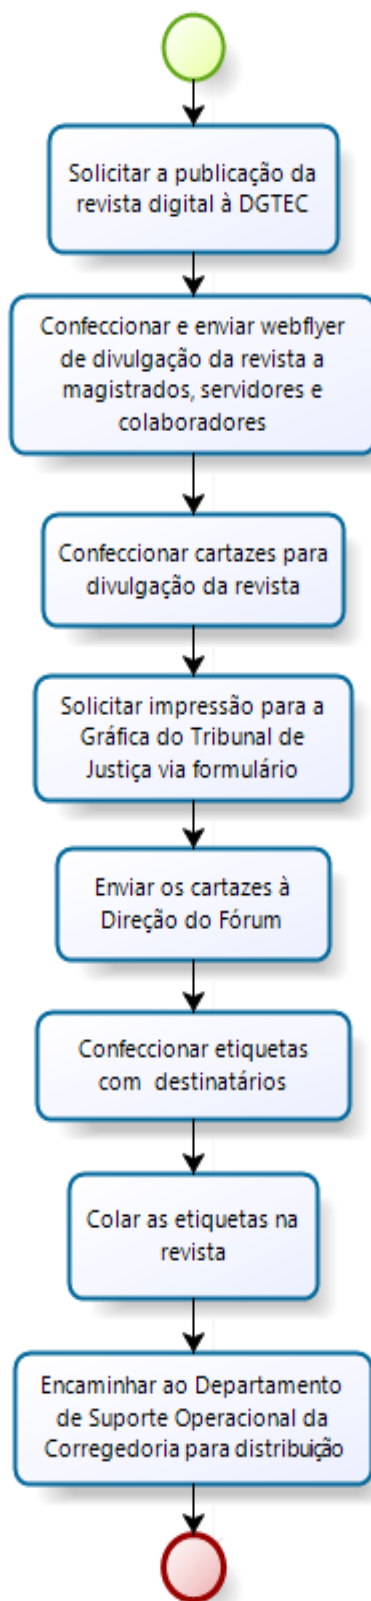 Solicitar a publicação da
revista digital à DGTEC
Confeccionar e enviar webflyer
de divulgação da revista a
magistrados, servidores e
colaboradores
Confeccionar cartazes para
divulgação da revista
Solicitar impressão para a
Gráfica do Tribunal de
Justiça via formulário
Enviar os cartazes à
Direção do Fórum
Confeccionar etiquetas
com destinatários
Colar as etiquetas na
revista
Encaminhar ao Departamento
de Suporte Operacional da
Corregedoria para distribuição